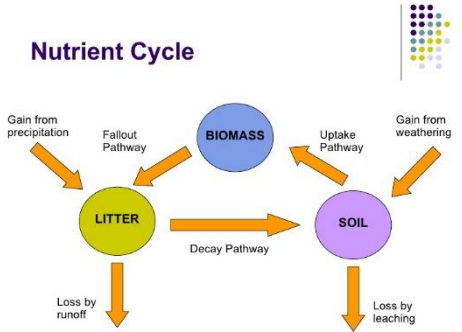 Nutrient Cycle
Gain from
precipitation
Fallout
Pathway
BIOMASS
Uptake
Pathway
Gain from
weathering
LITTER
SOIL
Decay Pathway
Loss by
runoff
Loss by
leaching